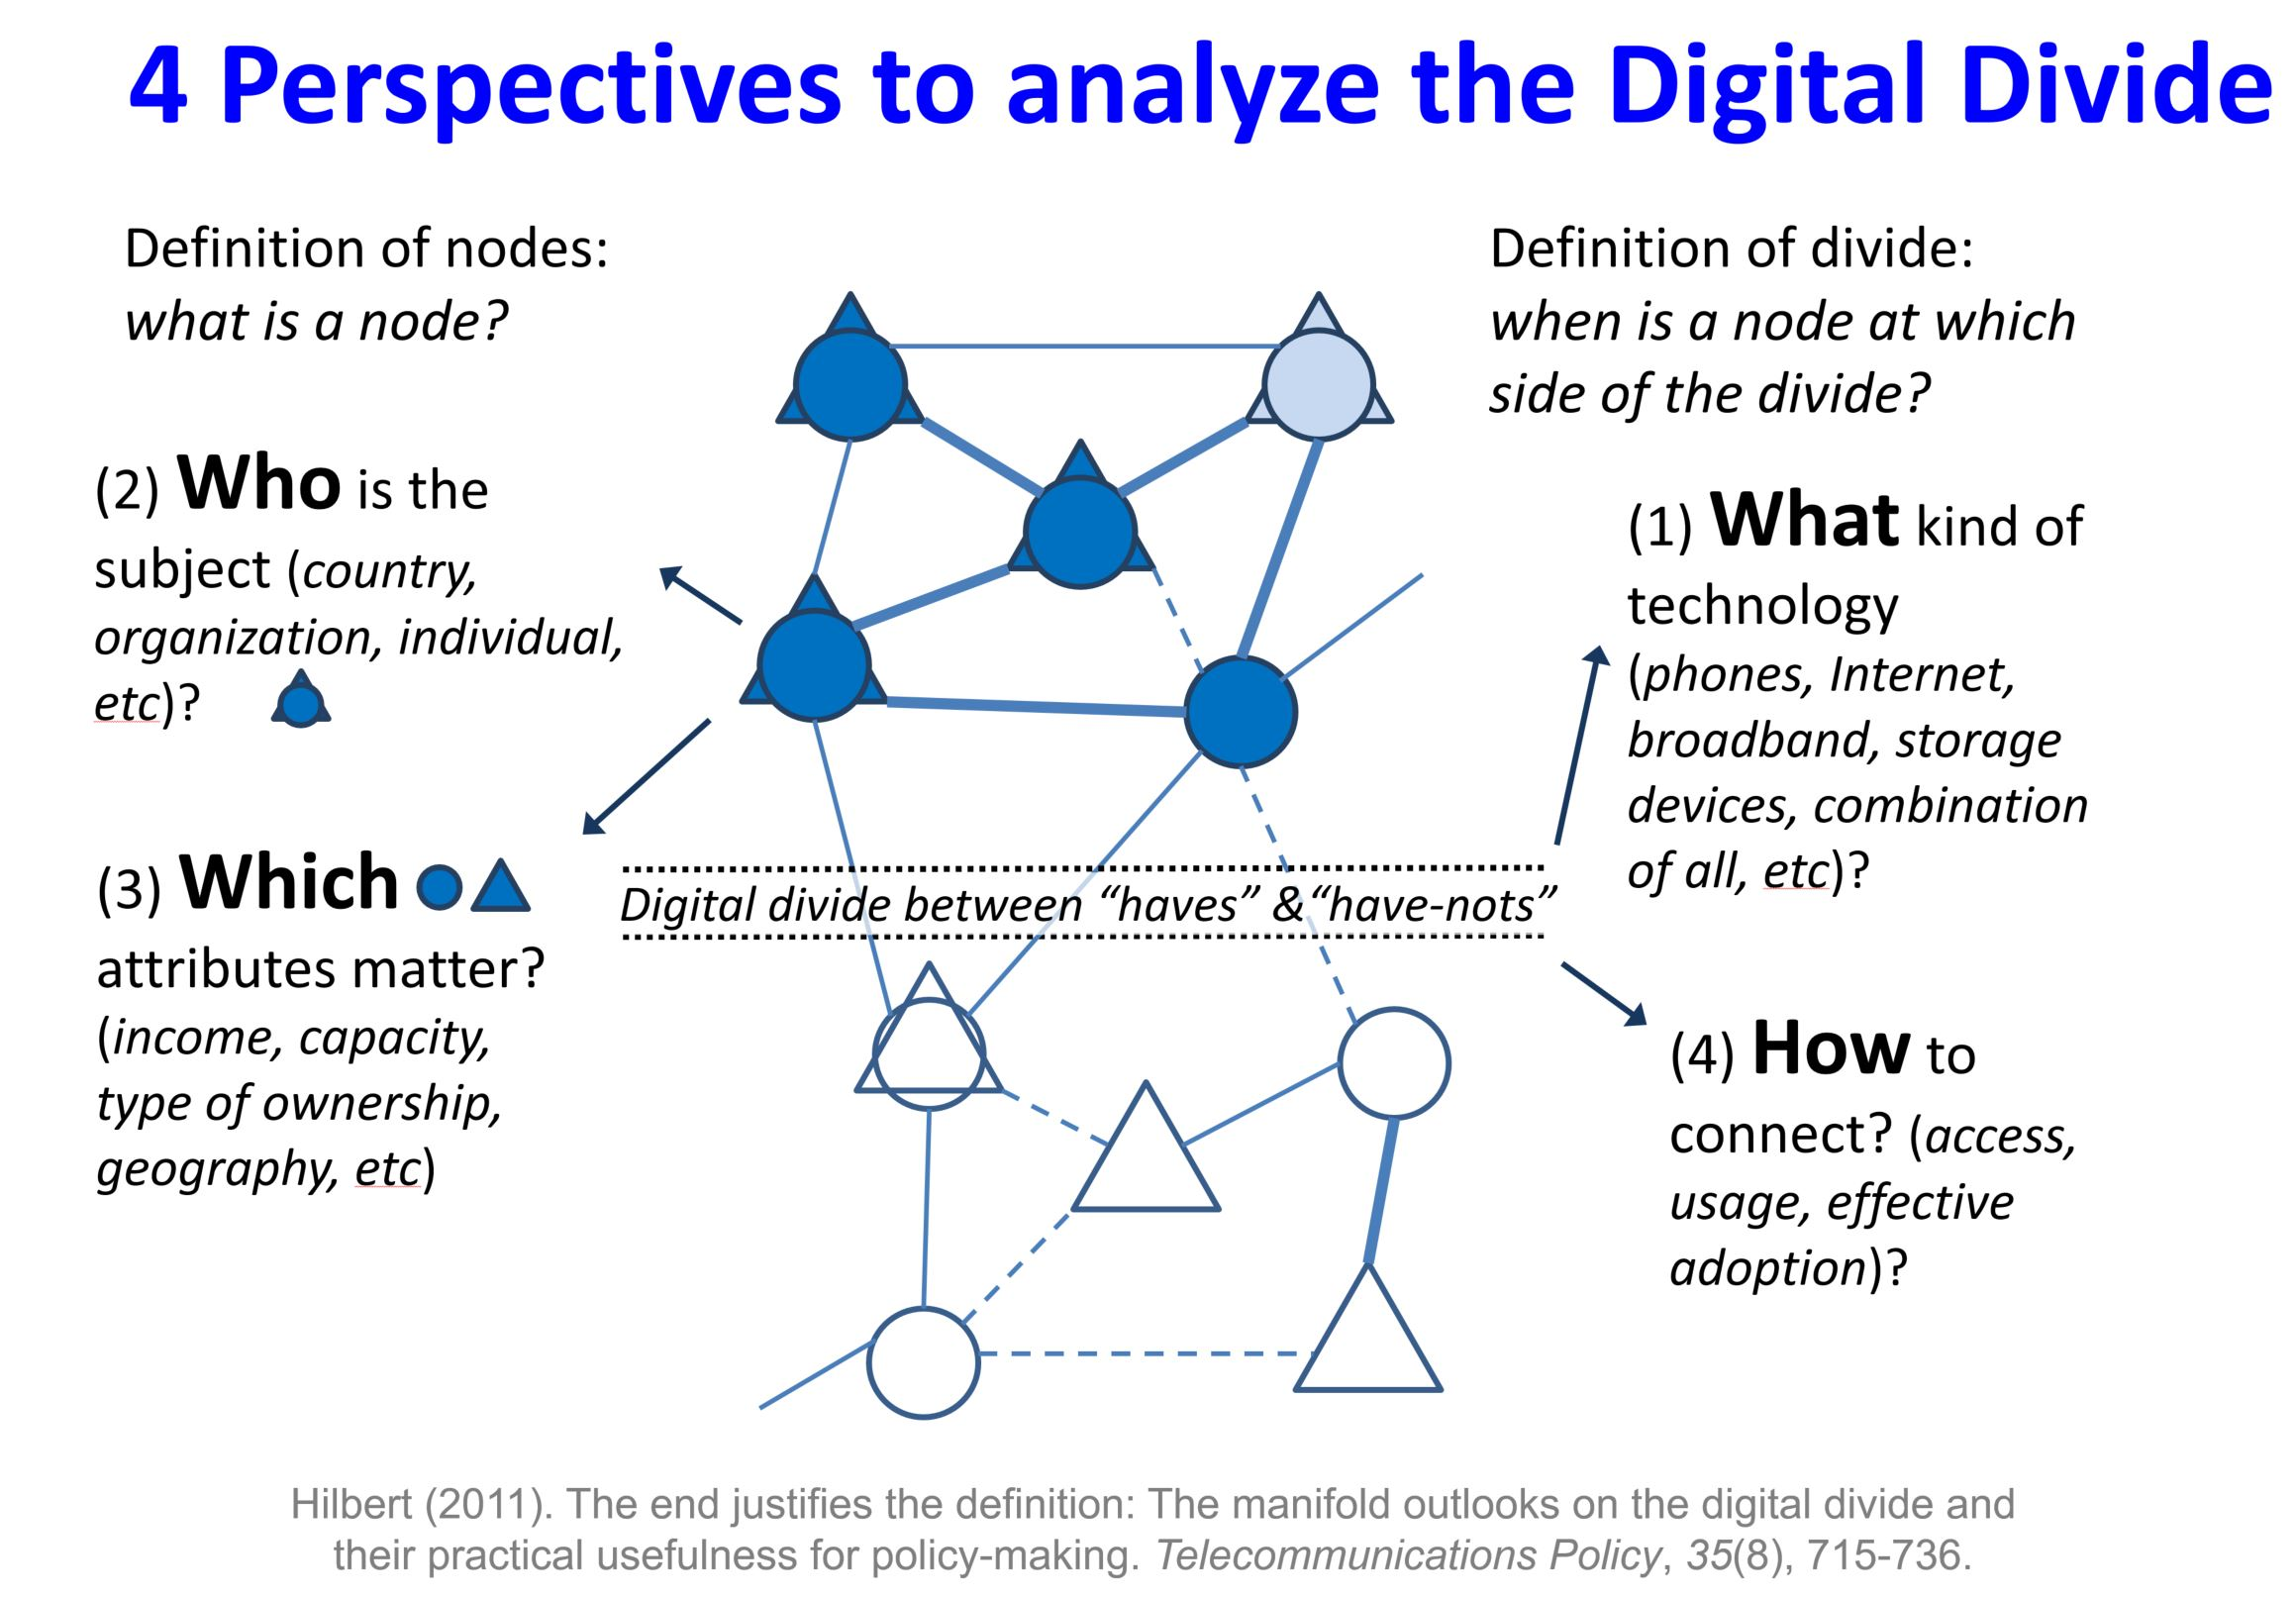 4 Perspectives to analyze the Digital Divide
Definition of nodes:
what is a node?
(2) Who is the
subject (country,
organization, individual,
etc)?
(3) Which
attributes matter?
(income, capacity,
type of ownership,
geography, etc)
Digital divide between “haves” &“have-nots”
Definition of divide:
when is a node at which
side of the divide?
(1) What kind of
technology
(phones, Internet,
broadband, storage
devices, combination
of all, etc)?
(4) How to
connect? (access,
usage, effective
adoption)?
Hilbert (2011). The end justifies the definition: The manifold outlooks on the digital divide and
their practical usefulness for policy-making. Telecommunications Policy, 35(8), 715-736.